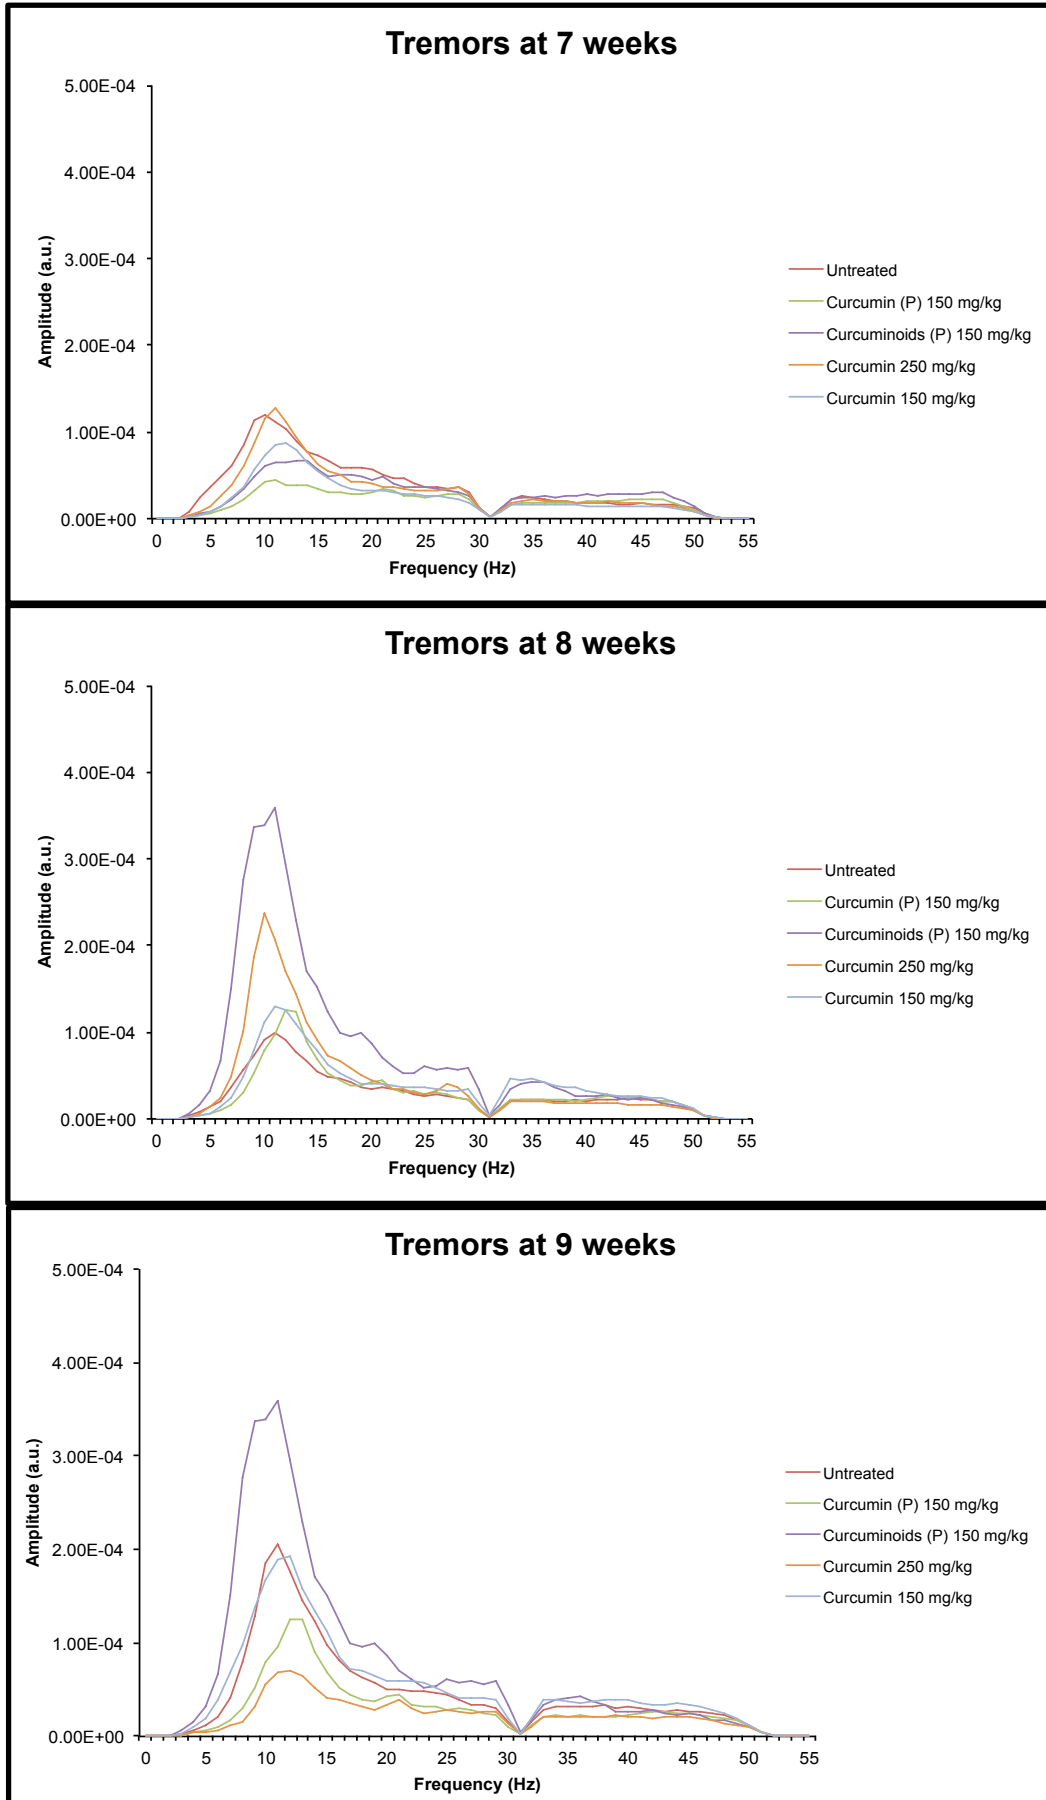 Tremors at 7 weeks
5.00E-04
4.00E-04
3.00E-04
2.00E-04
1.00E-04
0.00E+00
Amplitude (a.u.)
0 5 10 15 20 25 30 35 40 45 50 55
Frequency (Hz)
Untreated
Curcumin (P) 150 mg/kg
Curcuminoids (P) 150 mg/kg
Curcumin 250 mg/kg
Curcumin 150 mg/kg
Tremors at 8 weeks
5.00E-04
4.00E-04
3.00E-04
2.00E-04
1.00E-04
0.00E+00
Amplitude (a.u.)
0 5 10 15 20 25 30 35 40 45 50 55
Frequency (Hz)
Untreated
Curcumin (P) 150 mg/kg
Curcuminoids (P) 150 mg/kg
Curcumin 250 mg/kg
Curcumin 150 mg/kg
Tremors at 9 weeks
5.00E-04
4.00E-04
3.00E-04
2.00E-04
1.00E-04
0.00E+00
Amplitude (a.u.)
0 5 10 15 20 25 30 35 40 45 50 55
Frequency (Hz)
Untreated
Curcumin (P) 150 mg/kg
Curcuminoids (P) 150 mg/kg
Curcumin 250 mg/kg
Curcumin 150 mg/kg